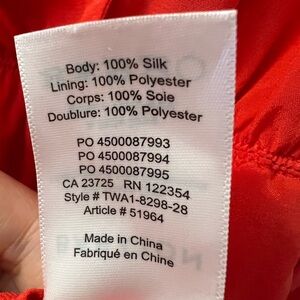 Body: 100% Silk
Lining: 100% Polyester
Corps: 100% Soie
Doublure: 100% Polyester
PO 4500087993
PO 4500087994
PO 4500087995
CA 23725 RN 122354
Style # TWA1-8298-28
Article # 51964
Made in China
Fabriqué en Chine